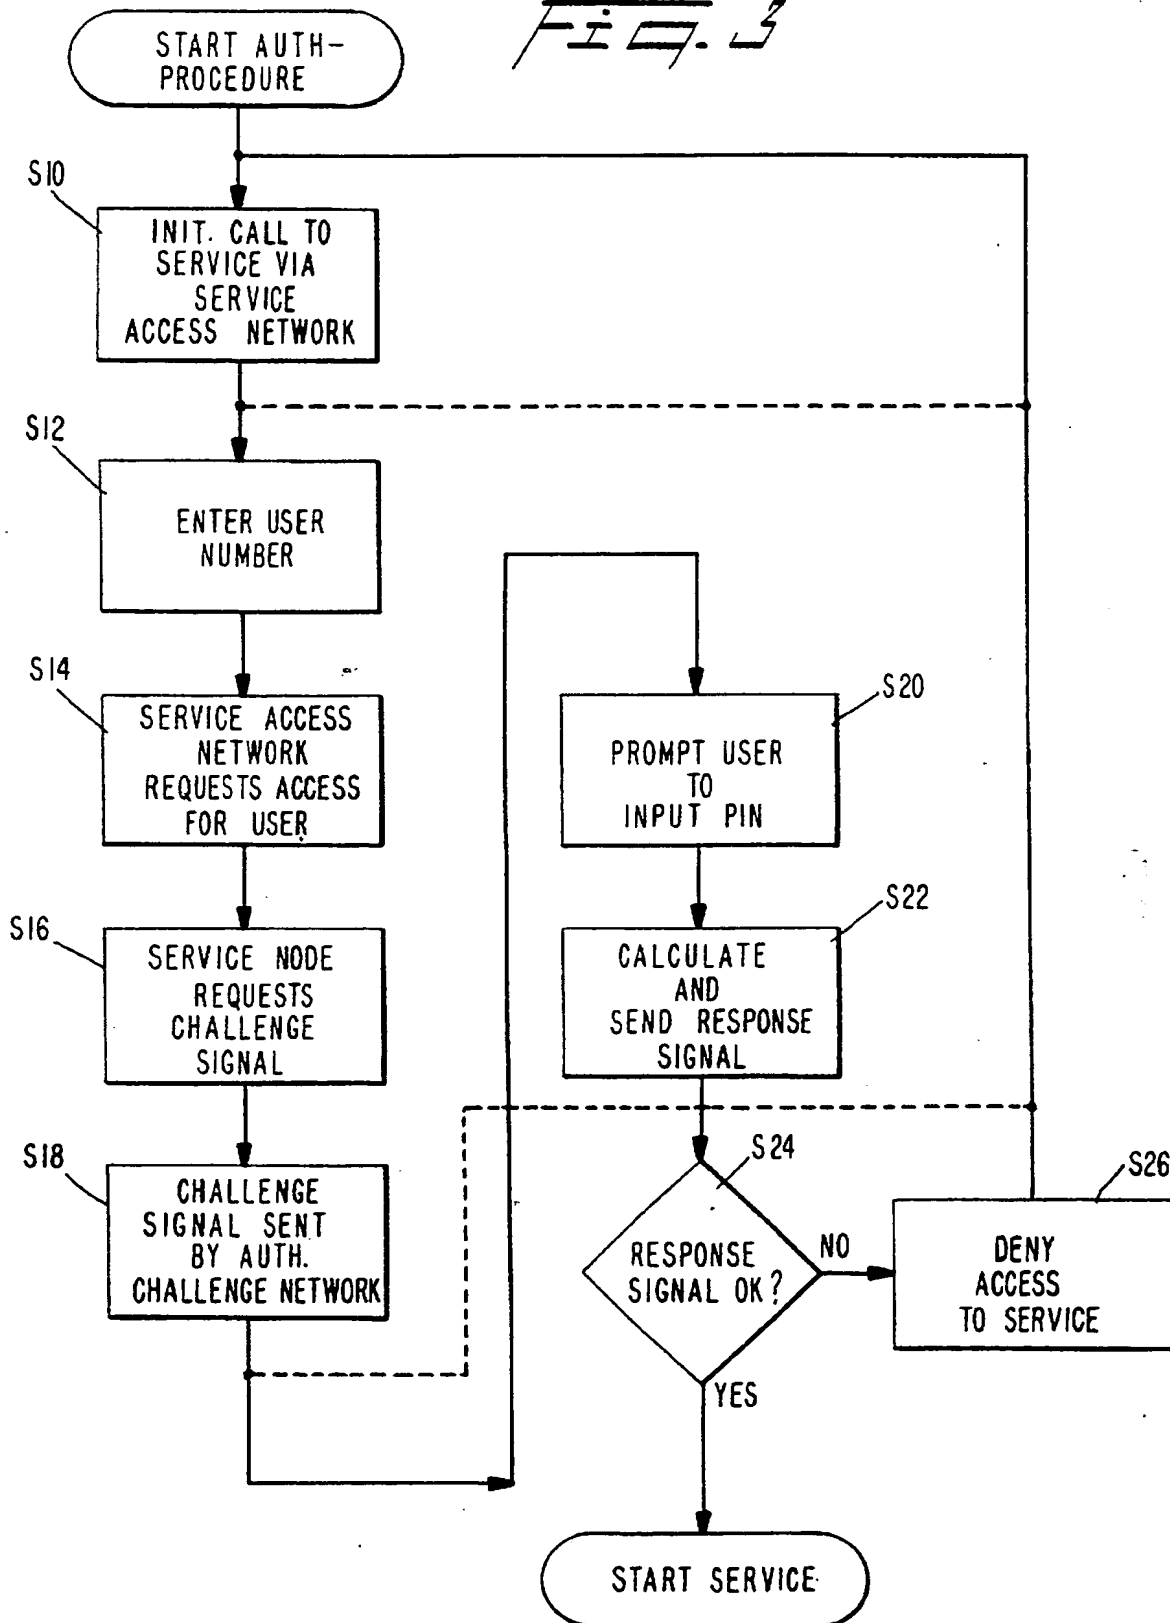 Fig. 3
START AUTH-
PROCEDURE
S10
INIT. CALL TO
SERVICE VIA
SERVICE
ACCESS NETWORK
S12
ENTER USER
NUMBER
S14
SERVICE ACCESS
NETWORK
REQUESTS ACCESS
FOR USER
S16
SERVICE NODE
REQUESTS
CHALLENGE
SIGNAL
S18
CHALLENGE
SIGNAL SENT
BY AUTH.
CHALLENGE NETWORK
S20
PROMPT USER
TO
INPUT PIN
S22
CALCULATE
AND
SEND RESPONSE
SIGNAL
S24
RESPONSE
SIGNAL OK?
NO
YES
S26
DENY
ACCESS
TO SERVICE
START SERVICE